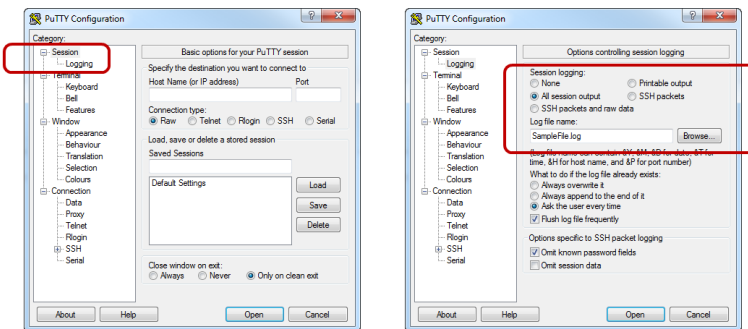 PuTTY Configuration
Category:
Session
Logging
Terminal
Keyboard
Bell
Features
Window
Appearance
Behaviour
Translation
Selection
Colours
Connection
Data
Proxy
Telnet
Rlogin
SSH
Serial
Basic options for your PuTTY session
Specify the destination you want to connect to
Host Name (or IP address) Port
Connection type:
Raw Telnet Rlogin SSH Serial
Load, save or delete a stored session
Saved Sessions
Default Settings
Load
Save
Delete
Close window on exit:
Always Never Only on clean exit
About Help Open Cancel
PuTTY Configuration
Category:
Session
Logging
Terminal
Keyboard
Bell
Features
Window
Appearance
Behaviour
Translation
Selection
Colours
Connection
Data
Proxy
Telnet
Rlogin
SSH
Serial
Options controlling session logging
Session logging:
None Printable output
All session output SSH packets
SSH packets and raw data
Log file name:
SampleFile.log Browse...
(Log file name can contain &Y, &M, &D for date, &T for
time, &H for host name, and &P for port number)
What to do if the log file already exists:
Always overwrite it
Always append to the end of it
Ask the user every time
Flush log file frequently
Options specific to SSH packet logging
Omit known password fields
Omit session data
About Help Open Cancel